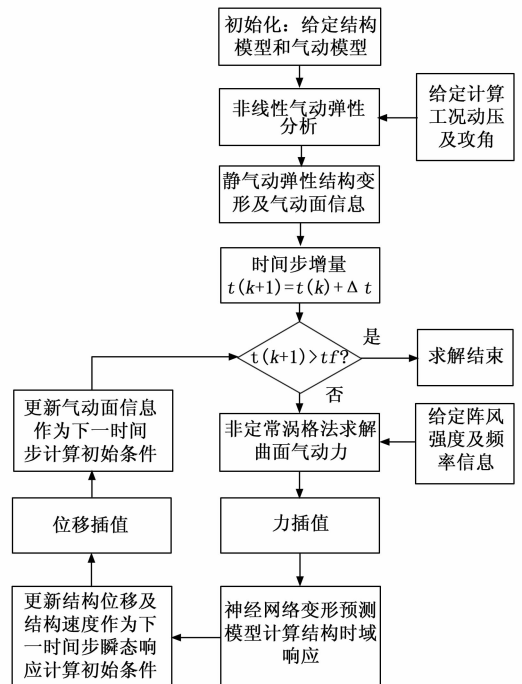 初始化：给定结构
模型和气动模型
非线性气动弹性
分析
给定计算
工况动压
及攻角
静气动弹性结构变
形及气动面信息
时间步增量
t(k+1)=t(k)+Δt
t(k+1)>tf?
是
求解结束
否
非定常涡格法求解
曲面气动力
给定阵风
强度及频
率信息
力插值
神经网络变形预测
模型计算结构时域
响应
更新结构位移及
结构速度作为下
一时间步瞬态响
应计算初始条件
位移插值
更新气动面信息
作为下一时间
步计算初始条件